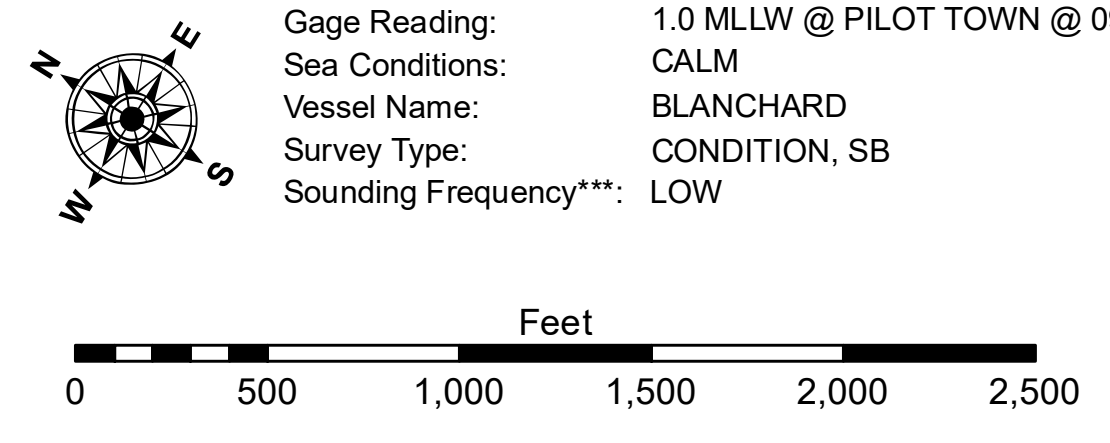 N
E
S
W
Gage Reading: 1.0 MLLW @ PILOT TOWN @ 09
Sea Conditions: CALM
Vessel Name: BLANCHARD
Survey Type: CONDITION, SB
Sounding Frequency***: LOW
Feet
0 500 1,000 1,500 2,000 2,500